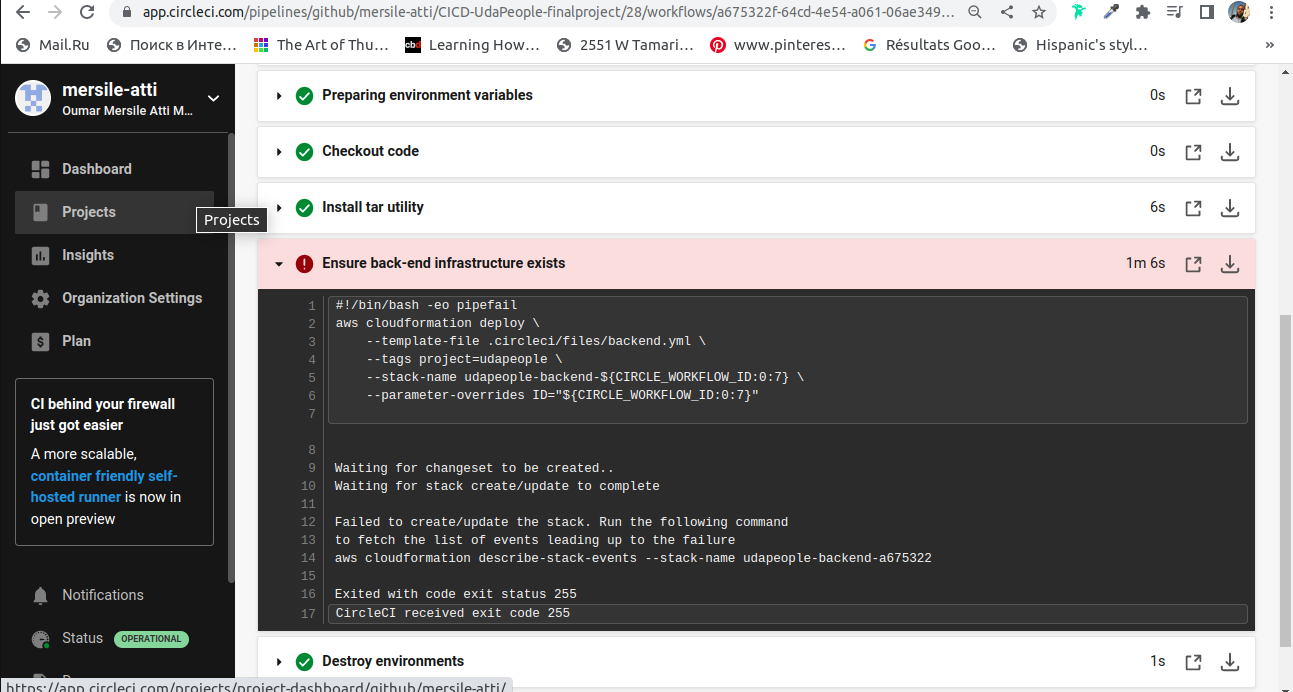 app.circleci.com/pipelines/github/mersile-atti/CICD-UdaPeople-finalproject/28/workflows/a675322f-64cd-4e54-a061-06ae349...
Mail.Ru
Поиск в Инте...
The Art of Thu...
cbd
Learning How...
2551 W Tamari...
www.pinteres...
Résultats Goo...
Hispanic's styl...
»
mersile-atti
Oumar Mersile Atti M...
Dashboard
Projects
Projects
Insights
Organization Settings
Plan
CI behind your firewall
just got easier
A more scalable,
container friendly self-
hosted runner is now in
open preview
Notifications
Status OPERATIONAL
https://app.circleci.com/projects/project-dashboard/github/mersile-atti/
Preparing environment variables 0s
Checkout code 0s
Install tar utility 6s
Ensure back-end infrastructure exists 1m 6s
1 #!/bin/bash -eo pipefail
2 aws cloudformation deploy \
3 --template-file .circleci/files/backend.yml \
4 --tags project=udapeople \
5 --stack-name udapeople-backend-${CIRCLE_WORKFLOW_ID:0:7} \
6 --parameter-overrides ID="${CIRCLE_WORKFLOW_ID:0:7}"
7
8
9 Waiting for changeset to be created..
10 Waiting for stack create/update to complete
11
12 Failed to create/update the stack. Run the following command
13 to fetch the list of events leading up to the failure
14 aws cloudformation describe-stack-events --stack-name udapeople-backend-a675322
15
16 Exited with code exit status 255
17 CircleCI received exit code 255
Destroy environments 1s